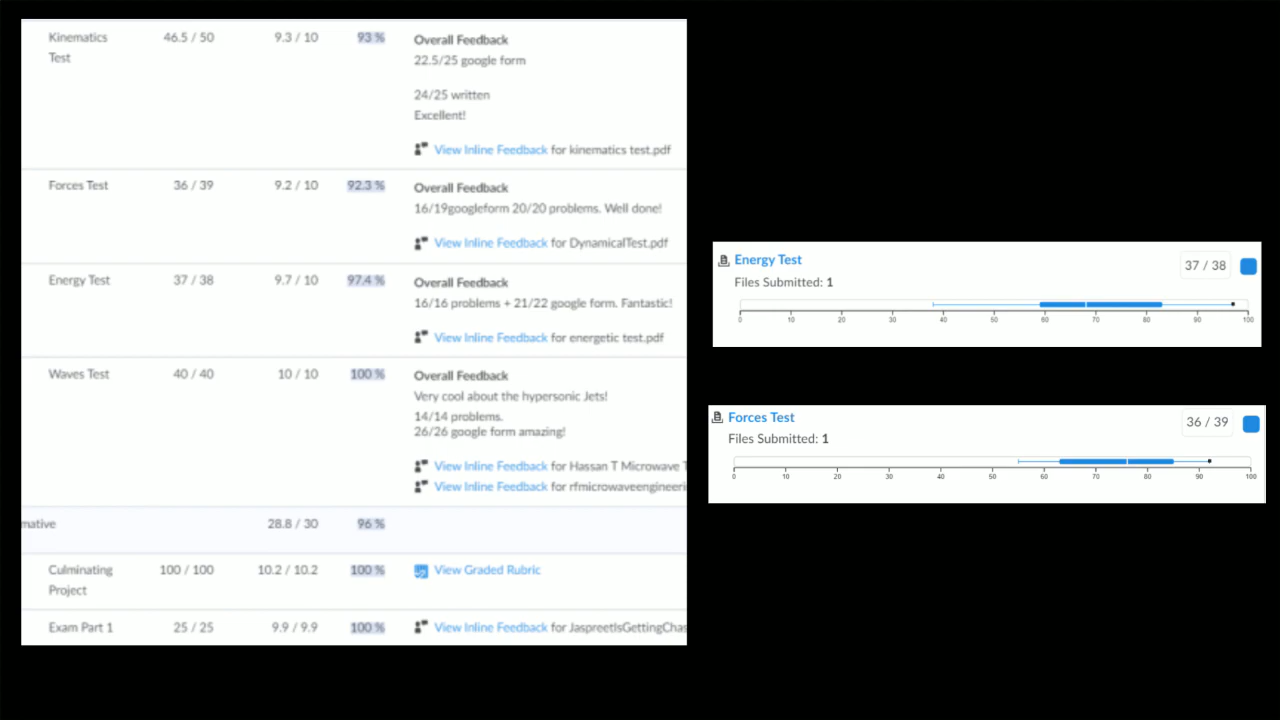 Kinematics Test 46.5 / 50 9.3 / 10 93 % Overall Feedback
22.5/25 google form
24/25 written
Excellent!
View Inline Feedback for kinematics test.pdf
Forces Test 36 / 39 9.2 / 10 92.3 % Overall Feedback
16/19googleform 20/20 problems. Well done!
View Inline Feedback for DynamicalTest.pdf
Energy Test 37 / 38 9.7 / 10 97.4 % Overall Feedback
16/16 problems + 21/22 google form. Fantastic!
View Inline Feedback for energetic test.pdf
Waves Test 40 / 40 10 / 10 100 % Overall Feedback
Very cool about the hypersonic Jets!
14/14 problems.
26/26 google form amazing!
View Inline Feedback for Hassan T Microwave T
View Inline Feedback for rfmicrowaveengineeri
mative 28.8 / 30 96 %
Culminating Project 100 / 100 10.2 / 10.2 100 % View Graded Rubric
Exam Part 1 25 / 25 9.9 / 9.9 100 % View Inline Feedback for JaspreetIsGettingChas
Energy Test 37 / 38
Files Submitted: 1
0 10 20 30 40 50 60 70 80 90 100
Forces Test 36 / 39
Files Submitted: 1
0 10 20 30 40 50 60 70 80 90 100